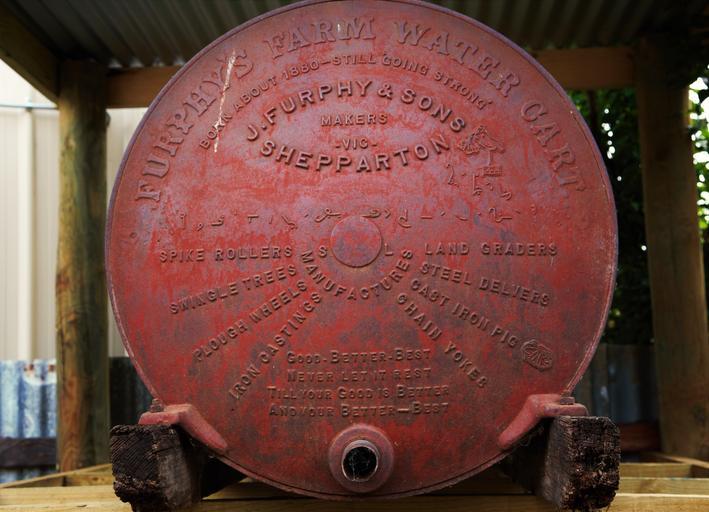 FURPHY'S FARM WATER CART
BORN ABOUT 1880-STILL GOING STRONG
J.FURPHY & SONS
MAKERS
-VIC-
SHEPPARTON
SPIKE ROLLERS
SWINGLE TREES
PLOUGH WHEELS
IRON CASTINGS
S
L
MANUFACTURES
LAND GRADERS
STEEL DELVERS
CAST IRON PIG
CHAIN YOKES
GOOD-BETTER-BEST
NEVER LET IT REST
TILL YOUR GOOD IS BETTER
AND YOUR BETTER—BEST